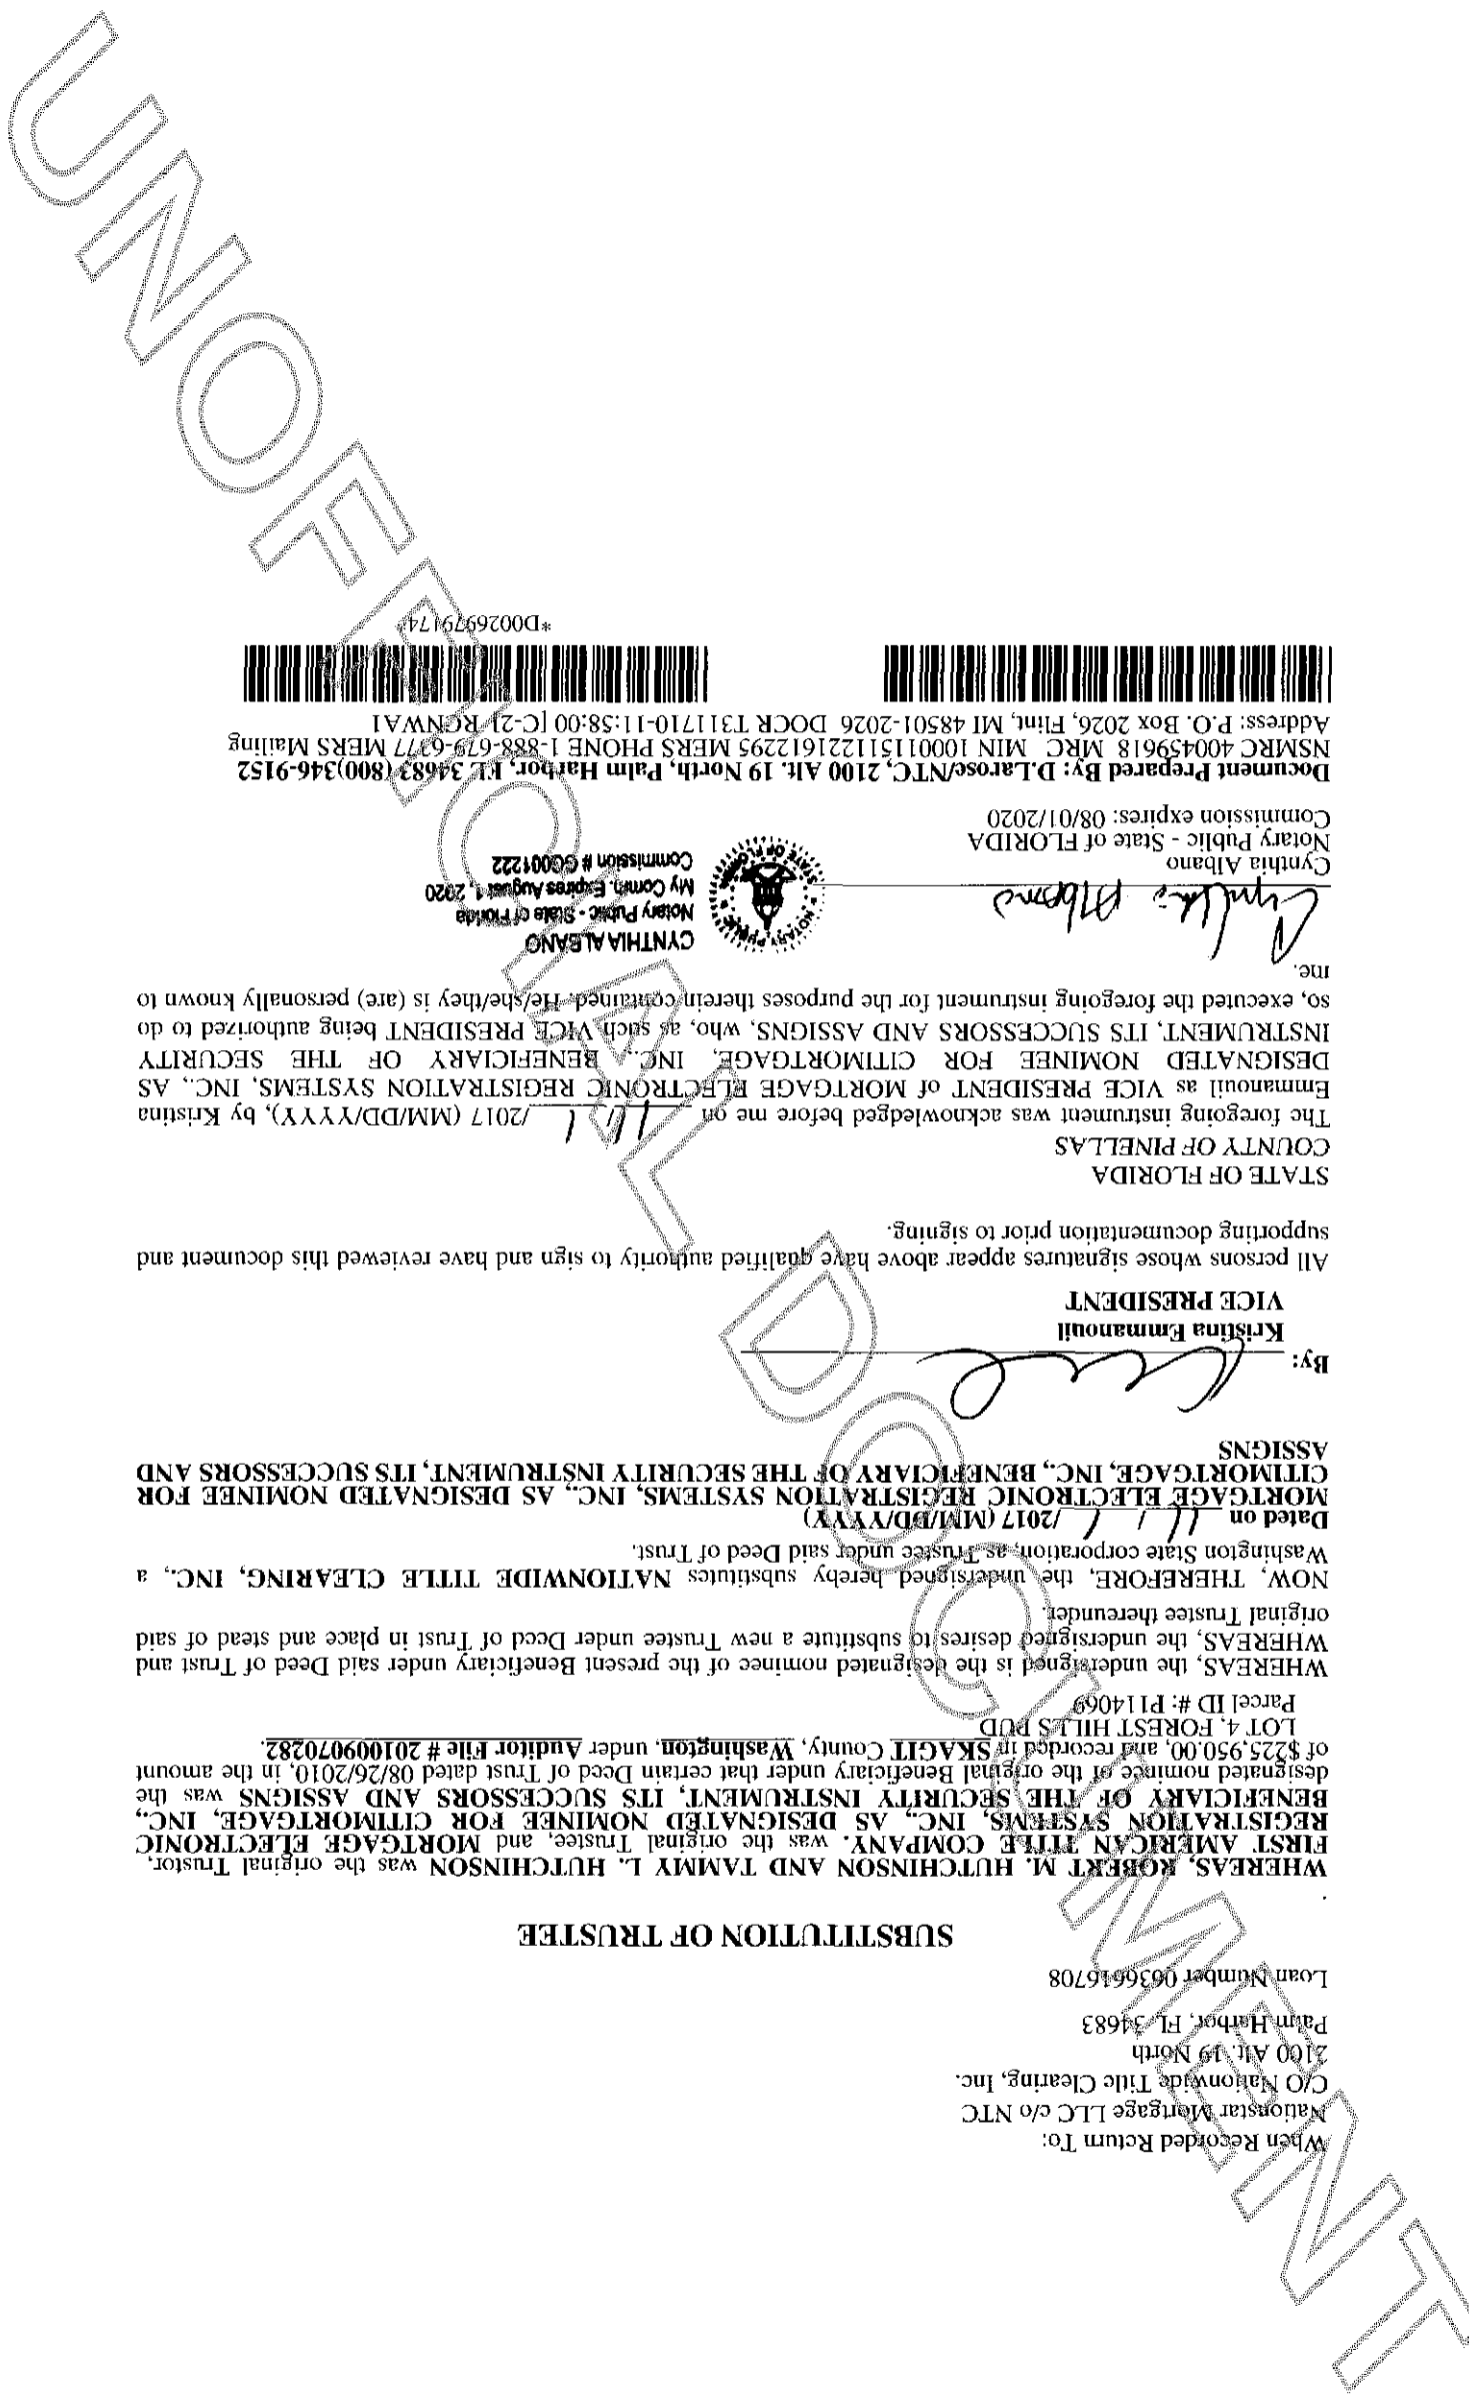 When Recorded Return To:
Nationstar Mortgage LLC c/o NTC
C/O Nationwide Title Clearing, Inc.
2100 Alt. 19 North
Palm Harbor, FL 34683
Loan Number 0636616708
SUBSTITUTION OF TRUSTEE
.
WHEREAS, ROBERT M. HUTCHINSON AND TAMMY L. HUTCHINSON was the original Trustor,
FIRST AMERICAN TITLE COMPANY. was the original Trustee, and MORTGAGE ELECTRONIC
REGISTRATION SYSTEMS, INC., AS DESIGNATED NOMINEE FOR CITIMORTGAGE, INC.,
BENEFICIARY OF THE SECURITY INSTRUMENT, ITS SUCCESSORS AND ASSIGNS was the
designated nominee of the original Beneficiary under that certain Deed of Trust dated 08/26/2010, in the amount
of $225,950.00, and recorded in SKAGIT County, Washington, under Auditor File # 201009070282.
LOT 4, FOREST HILLS PUD
Parcel ID #: P114069
WHEREAS, the undersigned is the designated nominee of the present Beneficiary under said Deed of Trust and
WHEREAS, the undersigned desires to substitute a new Trustee under Deed of Trust in place and stead of said
original Trustee thereunder.
NOW, THEREFORE, the undersigned hereby substitutes NATIONWIDE TITLE CLEARING, INC., a
Washington State corporation, as Trustee under said Deed of Trust.
Dated on 11/1/2017 (MM/DD/YYYY)
MORTGAGE ELECTRONIC REGISTRATION SYSTEMS, INC., AS DESIGNATED NOMINEE FOR
CITIMORTGAGE, INC., BENEFICIARY OF THE SECURITY INSTRUMENT, ITS SUCCESSORS AND
ASSIGNS
By:
Kristina Emmanouil
VICE PRESIDENT
All persons whose signatures appear above have qualified authority to sign and have reviewed this document and
supporting documentation prior to signing.
STATE OF FLORIDA
COUNTY OF PINELLAS
The foregoing instrument was acknowledged before me on 11/1/2017 (MM/DD/YYYY), by Kristina
Emmanouil as VICE PRESIDENT of MORTGAGE ELECTRONIC REGISTRATION SYSTEMS, INC., AS
DESIGNATED NOMINEE FOR CITIMORTGAGE, INC., BENEFICIARY OF THE SECURITY
INSTRUMENT, ITS SUCCESSORS AND ASSIGNS, who, as such VICE PRESIDENT being authorized to do
so, executed the foregoing instrument for the purposes therein contained. He/she/they is (are) personally known to
me.
Cynthia Albano
Cynthia Albano
Notary Public - State of FLORIDA
Commission expires: 08/01/2020
NOTARY PUBLIC
STATE OF FLORIDA
CYNTHIA ALBANO
Notary Public - State of Florida
My Comm. Expires August 1, 2020
Commission # GG001222
Document Prepared By: D.Larose/NTC, 2100 Alt. 19 North, Palm Harbor, FL 34683 (800)346-9152
NSMRC 400459618 MRC MIN 100011511221612295 MERS PHONE 1-888-679-6377 MERS Mailing
Address: P.O. Box 2026, Flint, MI 48501-2026 DOCR T311710-11:58:00 [C-2] RCNWA1
*D0026979174*
UNOFFICIAL DOCUMENT